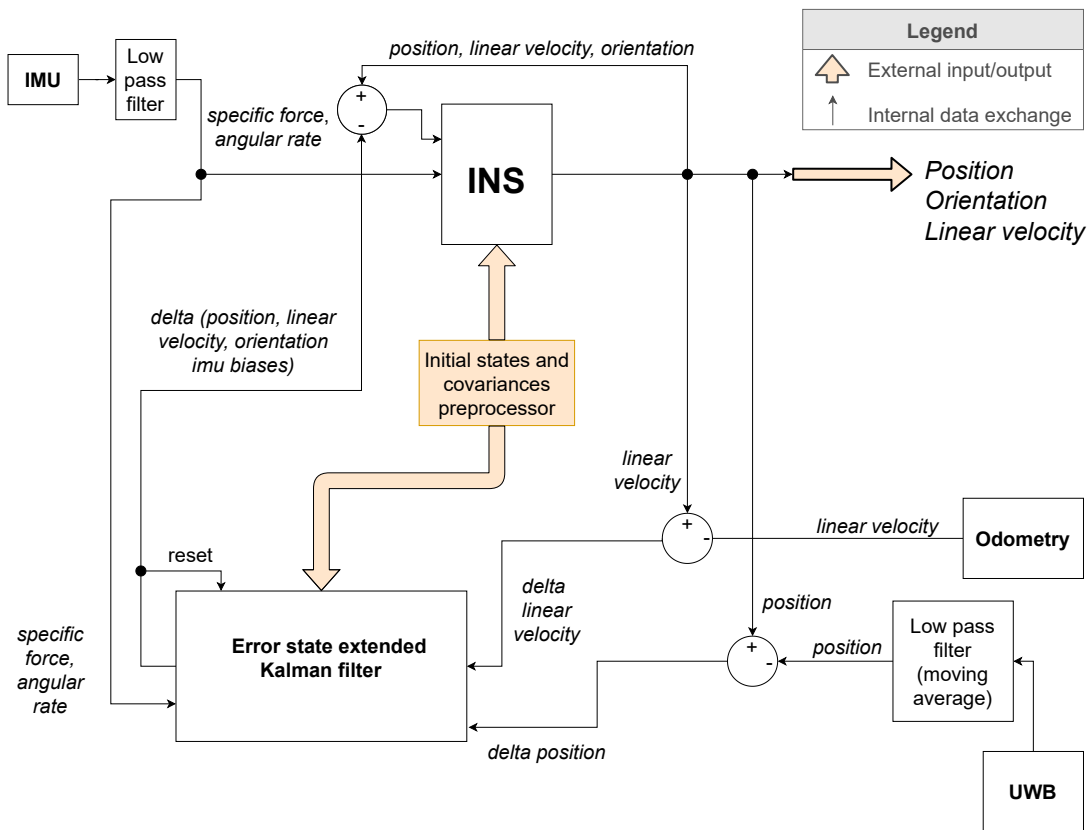 IMU
Low
pass
filter
position, linear velocity, orientation
Legend
External input/output
Internal data exchange
+
-
specific force,
angular rate
INS
Position
Orientation
Linear velocity
delta (position, linear
velocity, orientation
imu biases)
Initial states and
covariances
preprocessor
linear
velocity
+
-
linear velocity
Odometry
reset
delta
linear
velocity
position
specific
force,
angular
rate
Error state extended
Kalman filter
+
-
position
Low pass
filter
(moving
average)
delta position
UWB